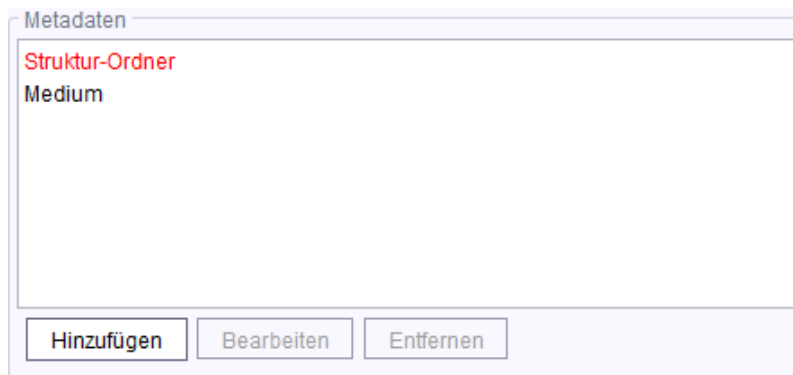 Metadaten
Struktur-Ordner
Medium
Hinzufügen Bearbeiten Entfernen